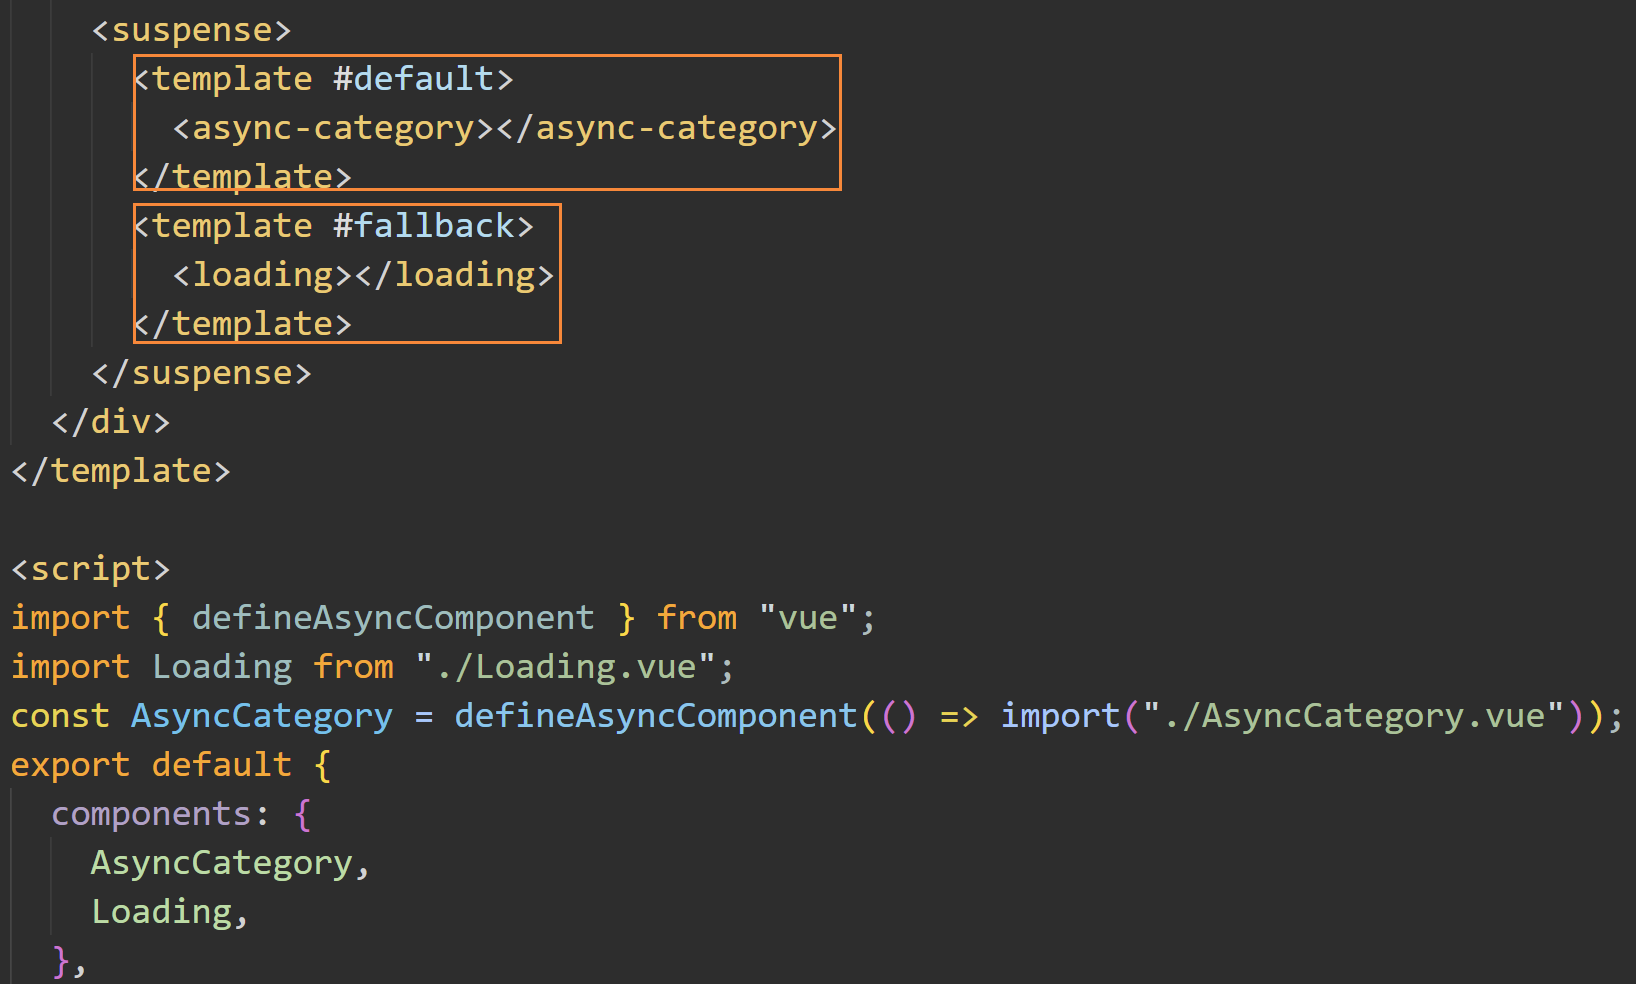 <suspense>
<template #default>
<async-category></async-category>
</template>
<template #fallback>
<loading></loading>
</template>
</suspense>
</div>
</template>
<script>
import { defineAsyncComponent } from "vue";
import Loading from "./Loading.vue";
const AsyncCategory = defineAsyncComponent(() => import("./AsyncCategory.vue"));
export default {
components: {
AsyncCategory,
Loading,
},